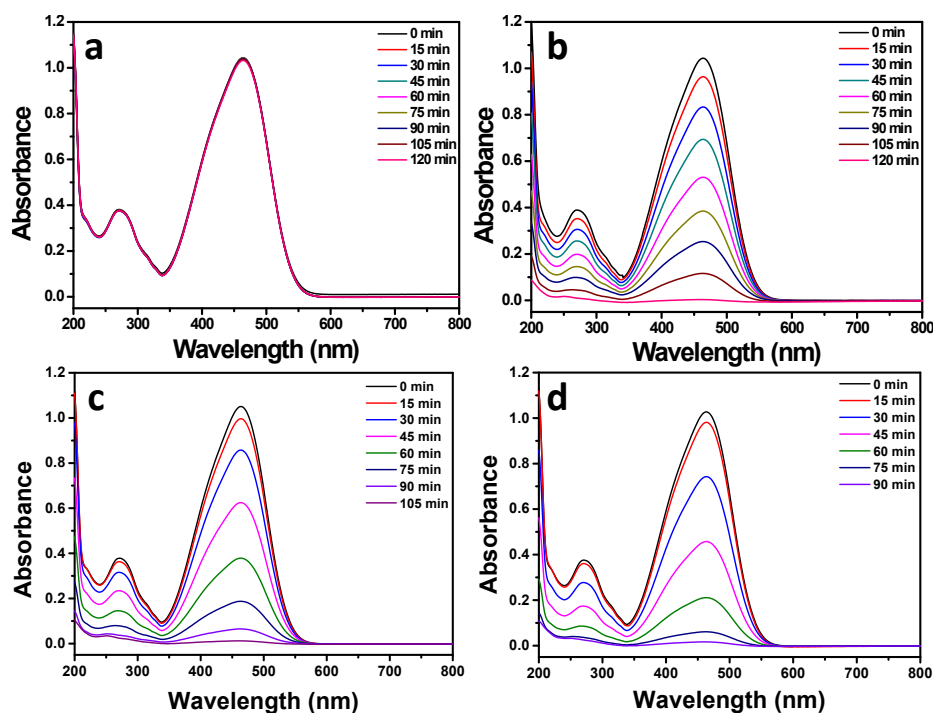 a
1.2
1.0
0.8
0.6
0.4
0.2
0.0
Absorbance
200 300 400 500 600 700 800
Wavelength (nm)
0 min
15 min
30 min
45 min
60 min
75 min
90 min
105 min
120 min
b
1.2
1.0
0.8
0.6
0.4
0.2
0.0
Absorbance
200 300 400 500 600 700 800
Wavelength (nm)
0 min
15 min
30 min
45 min
60 min
75 min
90 min
105 min
120 min
c
1.2
1.0
0.8
0.6
0.4
0.2
0.0
Absorbance
200 300 400 500 600 700 800
Wavelength (nm)
0 min
15 min
30 min
45 min
60 min
75 min
90 min
105 min
d
1.2
1.0
0.8
0.6
0.4
0.2
0.0
Absorbance
200 300 400 500 600 700 800
Wavelength (nm)
0 min
15 min
30 min
45 min
60 min
75 min
90 min